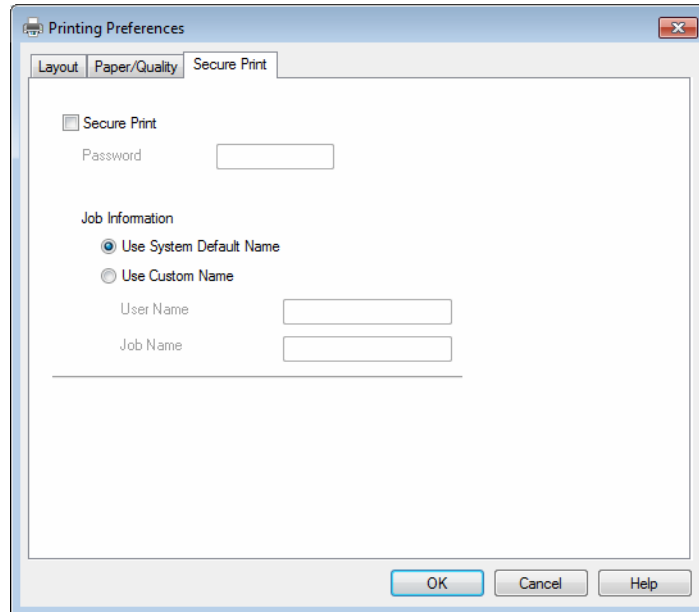 Printing Preferences
Layout Paper/Quality Secure Print
Secure Print
Password
Job Information
Use System Default Name
Use Custom Name
User Name
Job Name
OK Cancel Help